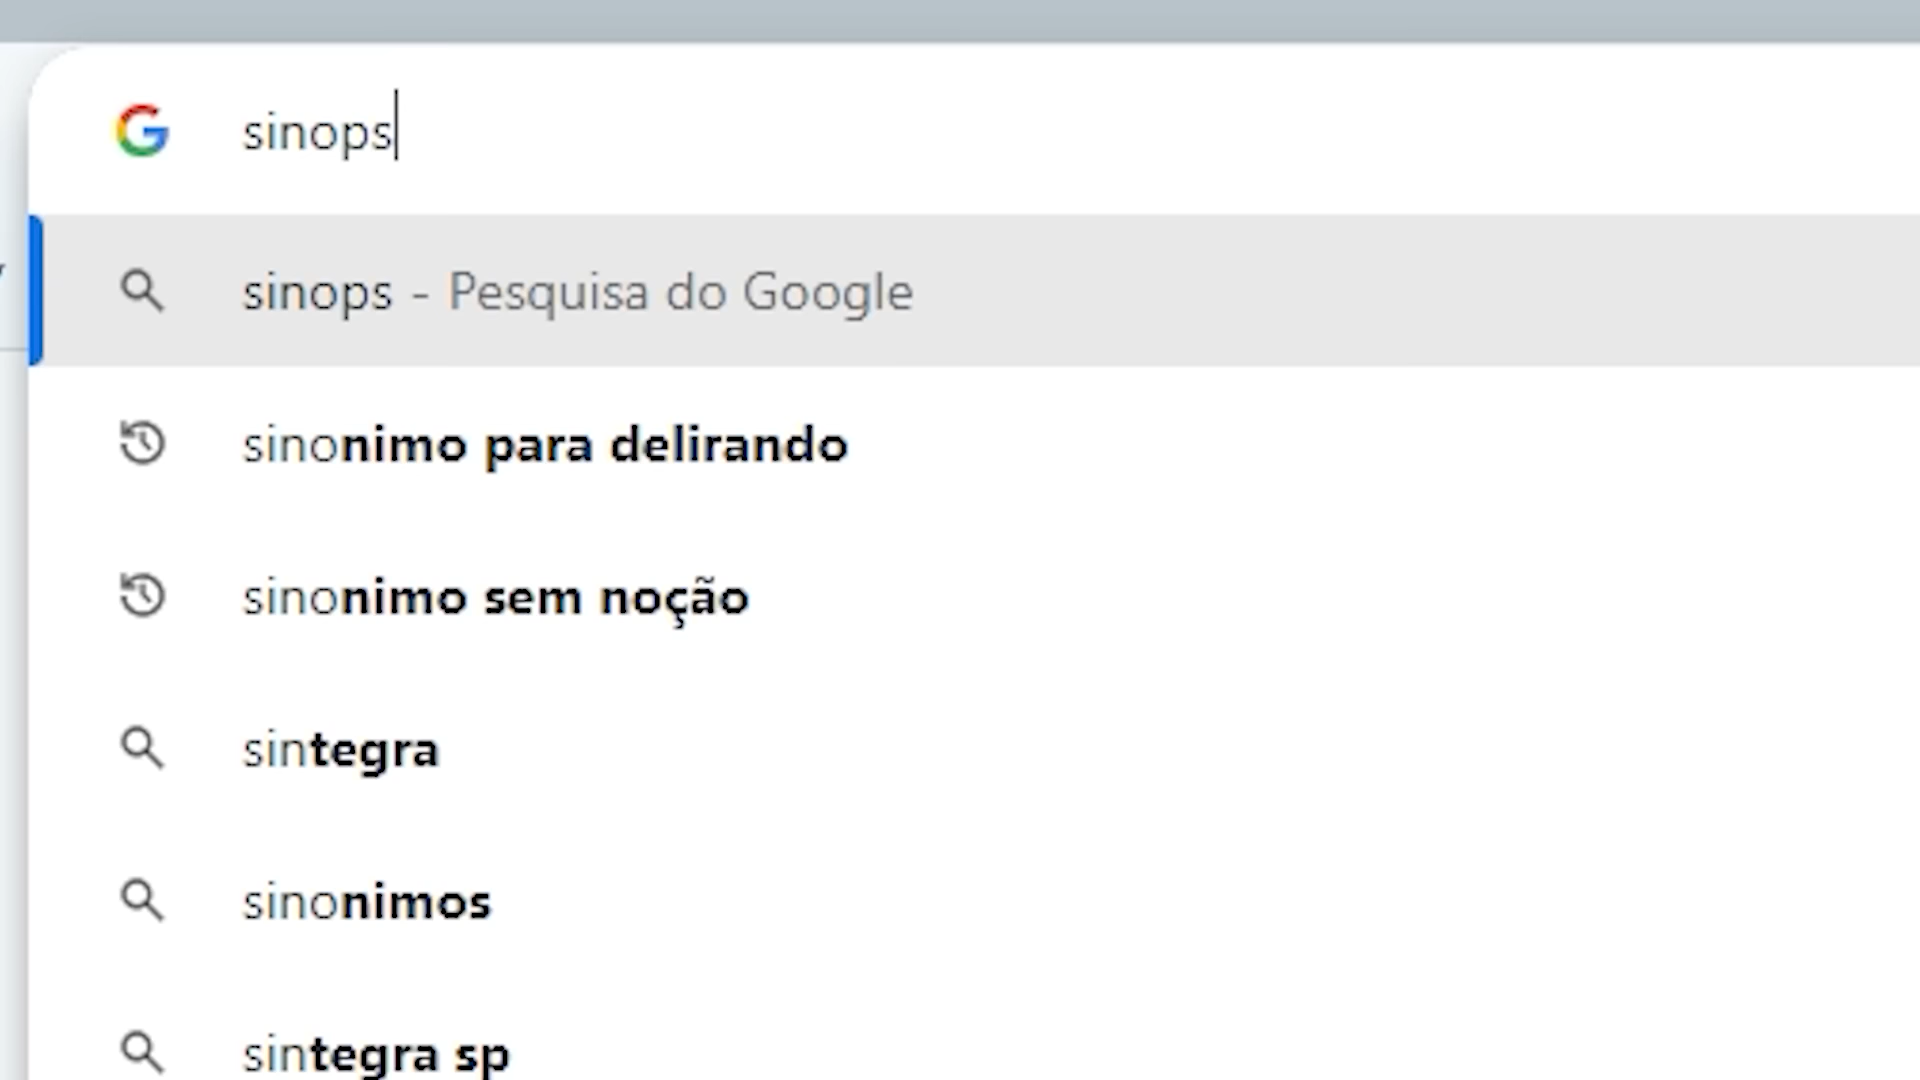 sinops
sinops - Pesquisa do Google
sinonimo para delirando
sinonimo sem noção
sintegra
sinonimos
sintegra sp